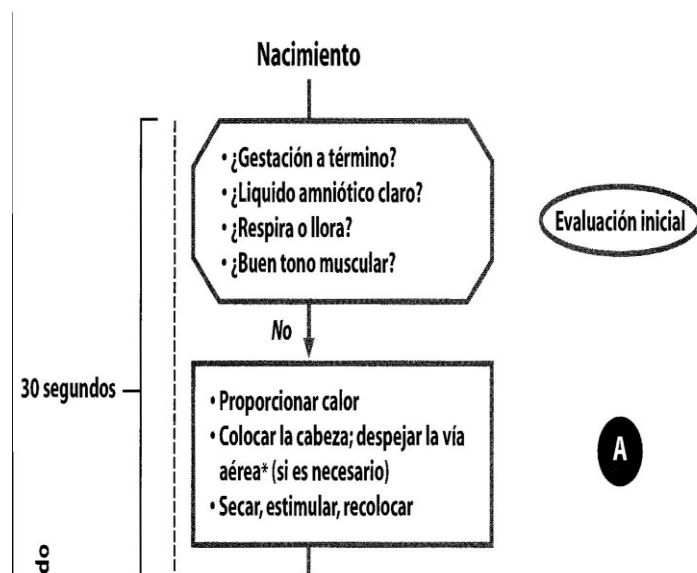 Nacimiento
• ¿Gestación a término?
• ¿Liquido amniótico claro?
• ¿Respira o llora?
• ¿Buen tono muscular?
Evaluación inicial
No
30 segundos
• Proporcionar calor
• Colocar la cabeza; despejar la vía
aérea* (si es necesario)
• Secar, estimular, recolocar
A
do